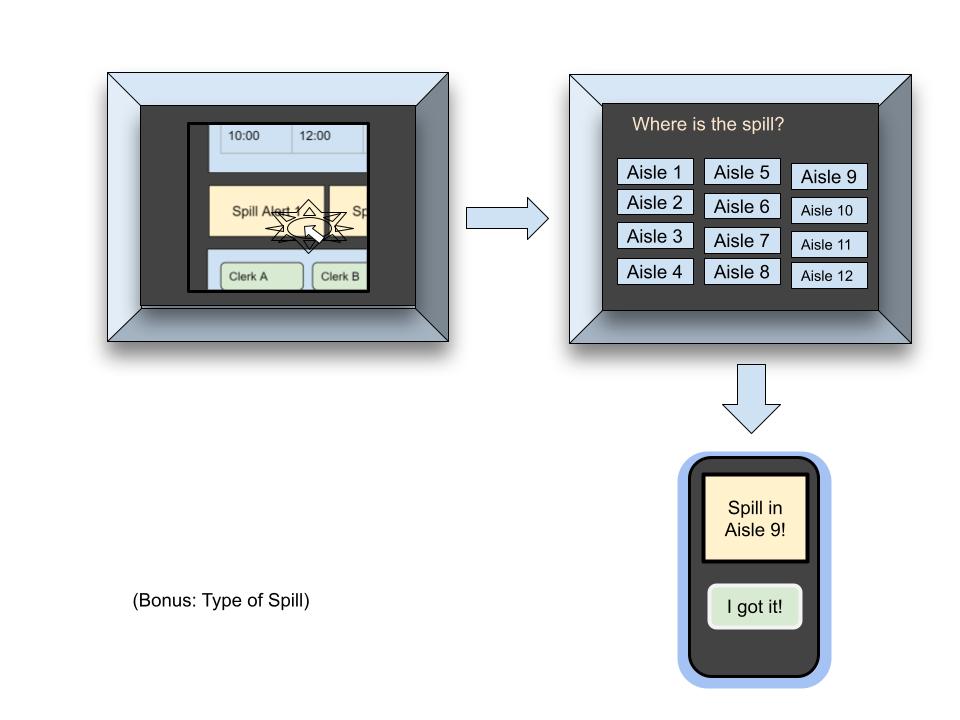 10:00 12:00
Spill Alert 1 Sp
Clerk A Clerk B
Where is the spill?
Aisle 1 Aisle 5 Aisle 9
Aisle 2 Aisle 6 Aisle 10
Aisle 3 Aisle 7 Aisle 11
Aisle 4 Aisle 8 Aisle 12
Spill in
Aisle 9!
I got it!
(Bonus: Type of Spill)